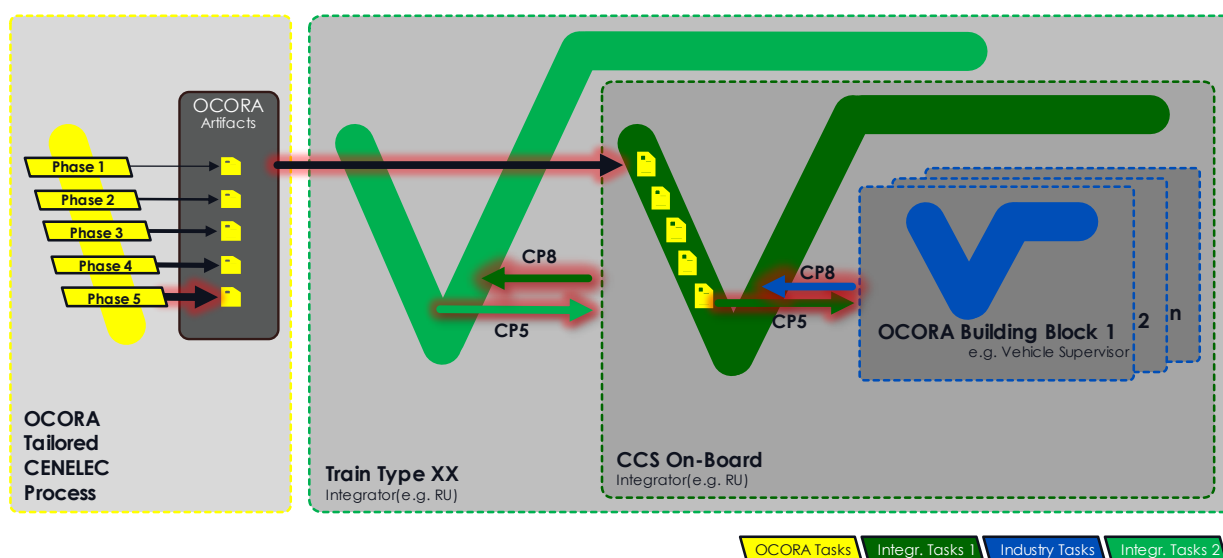 OCORA
Artifacts
Phase 1
Phase 2
Phase 3
Phase 4
Phase 5
OCORA
Tailored
CENELEC
Process
CP8
CP5
Train Type XX
Integrator(e.g. RU)
CP8
CP5
CCS On-Board
Integrator(e.g. RU)
OCORA Building Block 1
e.g. Vehicle Supervisor
2
n
OCORA Tasks
Integr. Tasks 1
Industry Tasks
Integr. Tasks 2